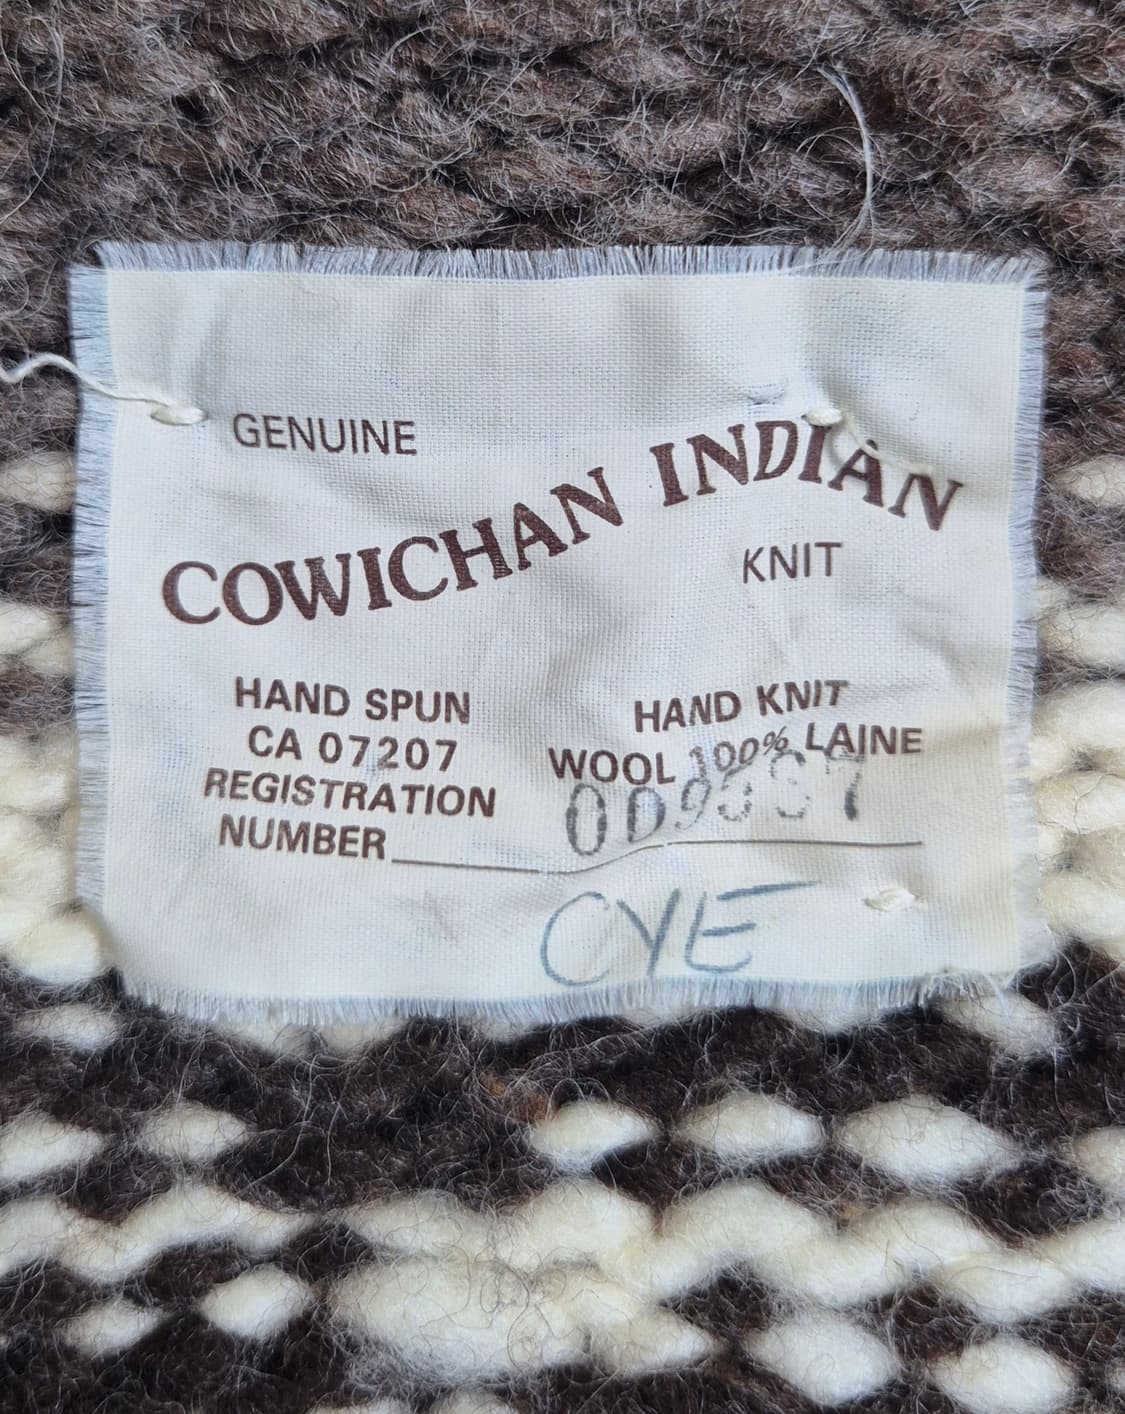 GENUINE
COWICHAN INDIAN
KNIT
HAND SPUN
CA 07207
REGISTRATION
NUMBER
HAND KNIT
WOOL 100% LAINE
CYE